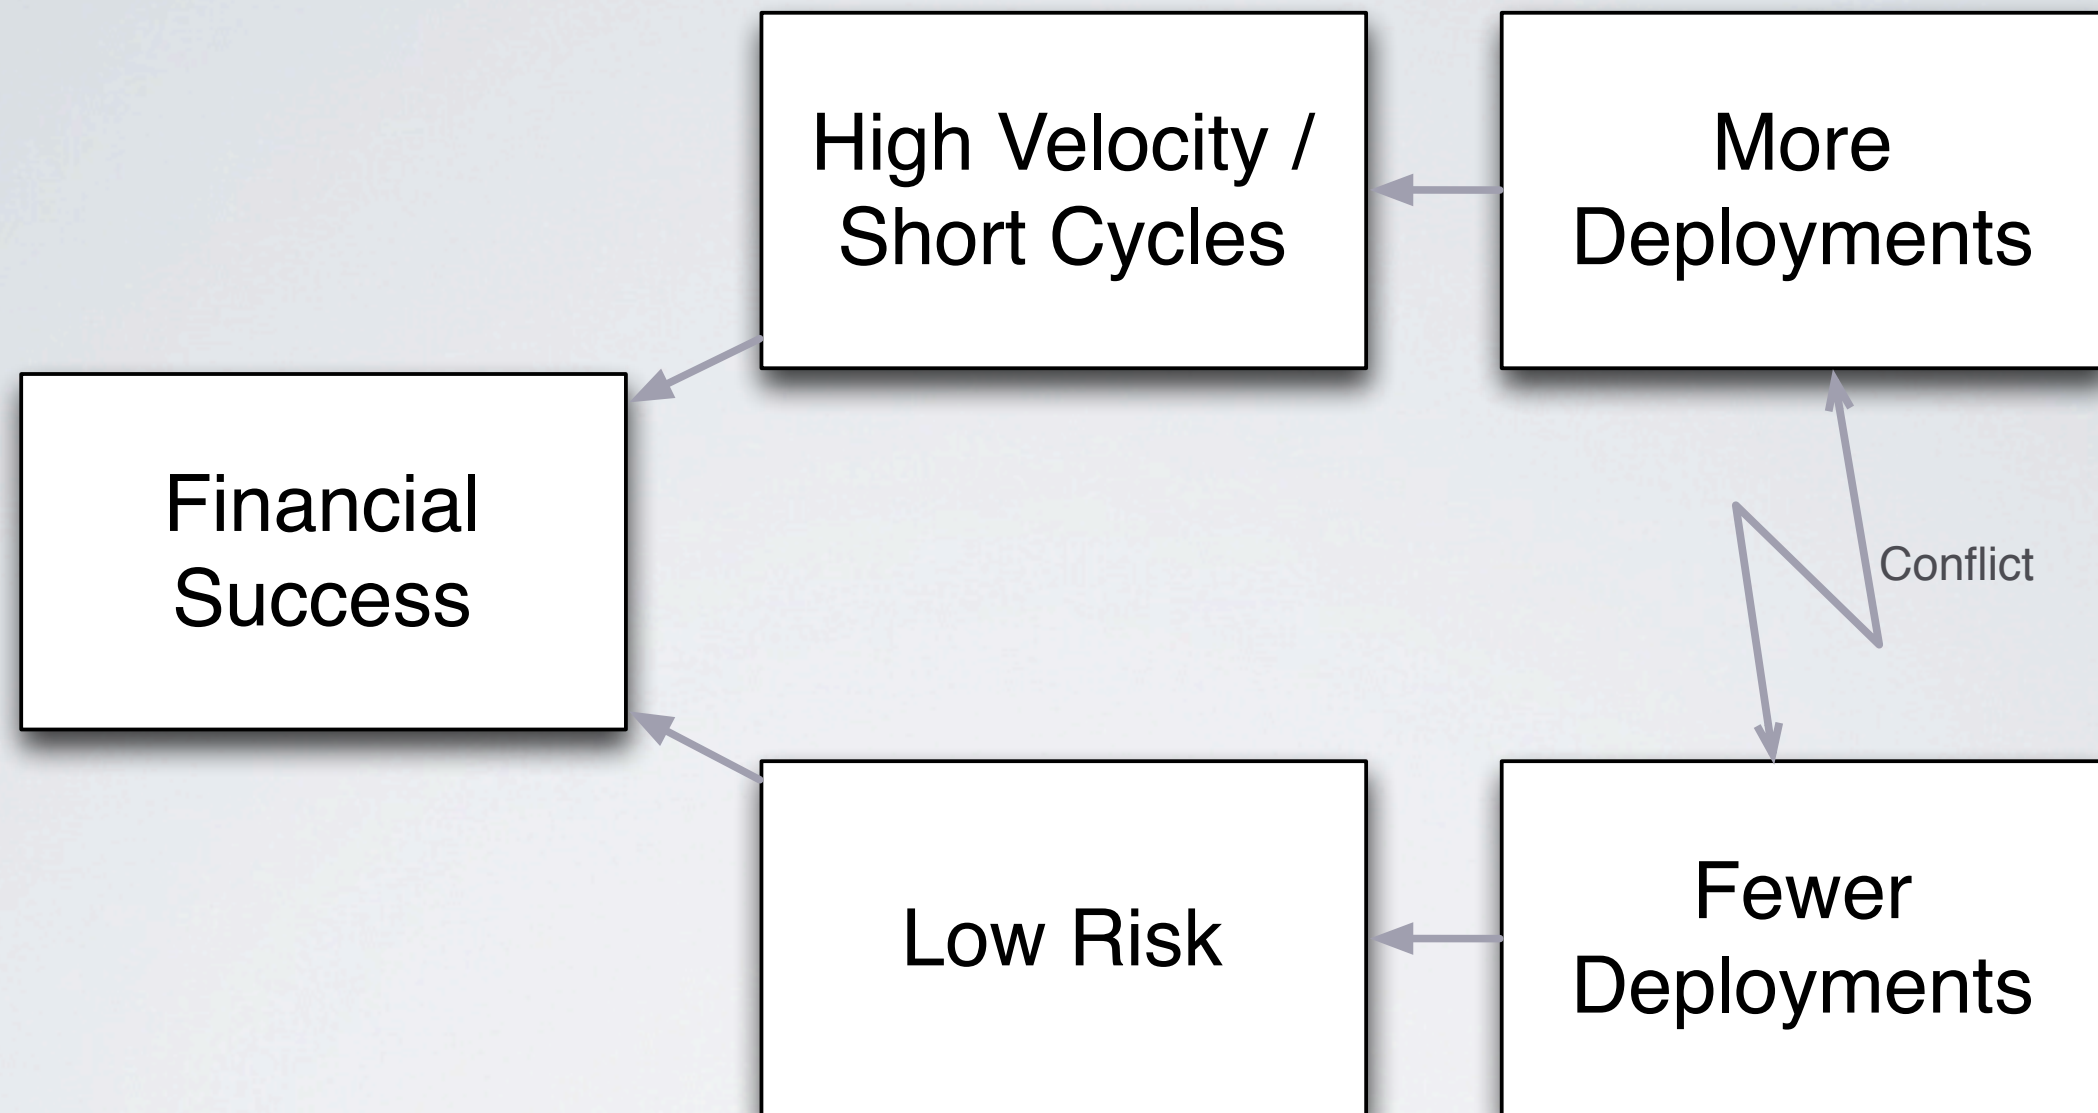 High Velocity /
Short Cycles
More
Deployments
Financial
Success
Conflict
Low Risk
Fewer
Deployments